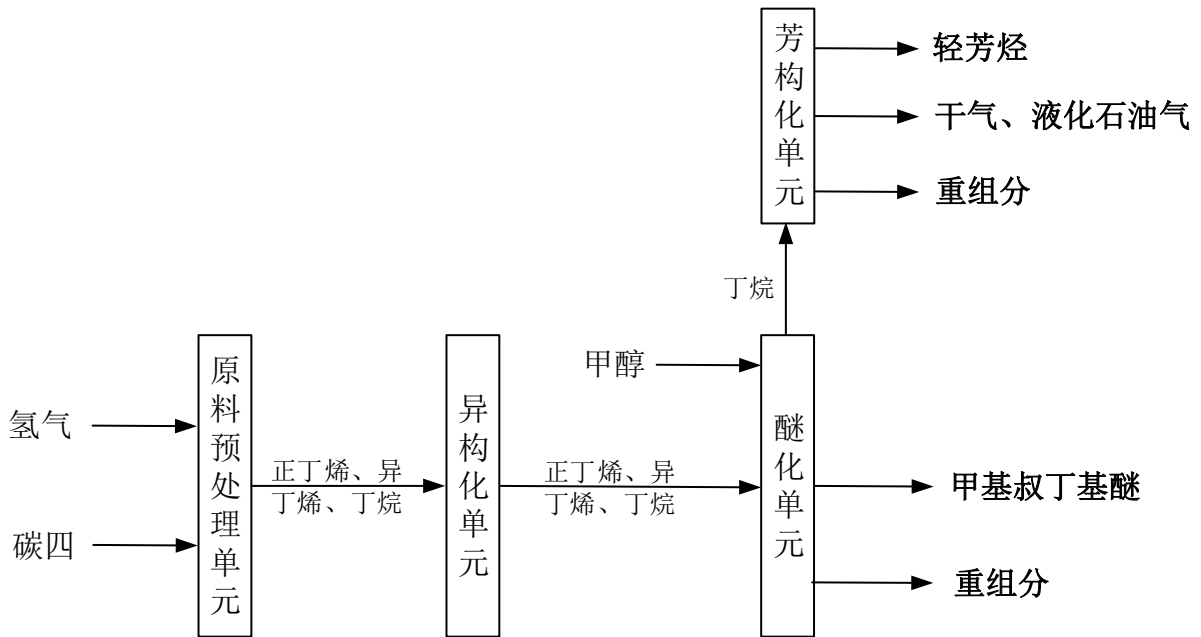 芳构化单元
轻芳烃
干气、液化石油气
重组分
丁烷
甲醇
原料预处理单元
异构化单元
醚化单元
氢气
碳四
正丁烯、异
丁烯、丁烷
正丁烯、异
丁烯、丁烷
甲基叔丁基醚
重组分